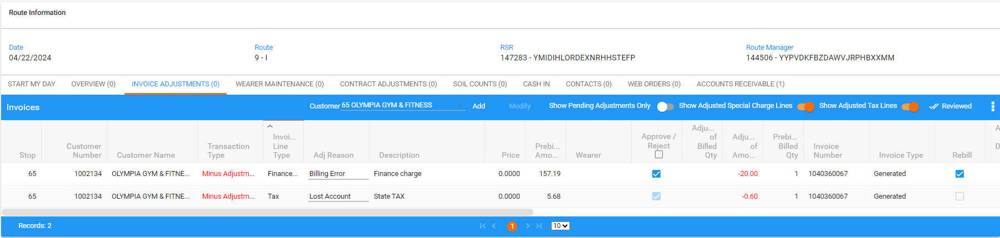 Route Information
Date Route RSR Route Manager
04/22/2024 9 - I 147283 - YMIDIHLORDEXNRHHSTEFP 144506 - YYPVDKFBZDAWVJRPHBXXMM
START MY DAY OVERVIEW (0) INVOICE ADJUSTMENTS (0) WEARER MAINTENANCE (0) CONTRACT ADJUSTMENTS (0) SOIL COUNTS (0) CASH IN CONTACTS (0) WEB ORDERS (0) ACCOUNTS RECEIVABLE (1)
Invoices Customer 65 OLYMPIA GYM & FITNESS Add Modify Show Pending Adjustments Only Show Adjusted Special Charge Lines Show Adjusted Tax Lines Reviewed
Adju... A
Invoi... Approve / of Adju... Prebi...
Customer Transaction Line Prebi... Reject Billed of Billed Invoice D
Stop Number Customer Name Type Type Adj Reason Description Price Amo... Wearer Qty Amo... Qty Number Invoice Type Rebill
65 1002134 OLYMPIA GYM & FITNE... Minus Adjustm... Finance... Billing Error Finance charge 0.0000 157.19 -20.00 1 1040360067 Generated
65 1002134 OLYMPIA GYM & FITNE... Minus Adjustm... Tax Lost Account State TAX 0.0000 5.68 -0.60 1 1040360067 Generated
Records: 2 1 10